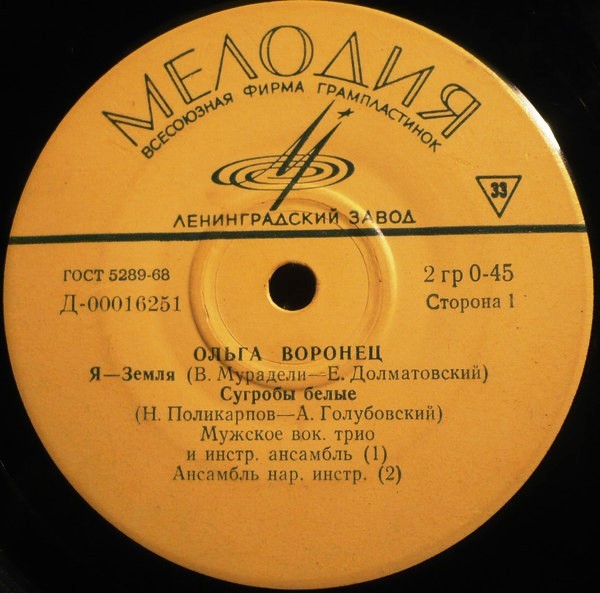 МЕЛОДИЯ
ВСЕСОЮЗНАЯ ФИРМА ГРАМПЛАСТИНОК
33
ЛЕНИНГРАДСКИЙ ЗАВОД
ГОСТ 5289-68
2 гр 0-45
Д-00016251
Сторона 1
ОЛЬГА ВОРОНЕЦ
Я—Земля (В. Мурадели—Е. Долматовский)
Сугробы белые
(Н. Поликарпов—А. Голубовский)
Мужское вок. трио
и инстр. ансамбль (1)
Ансамбль нар. инстр. (2)